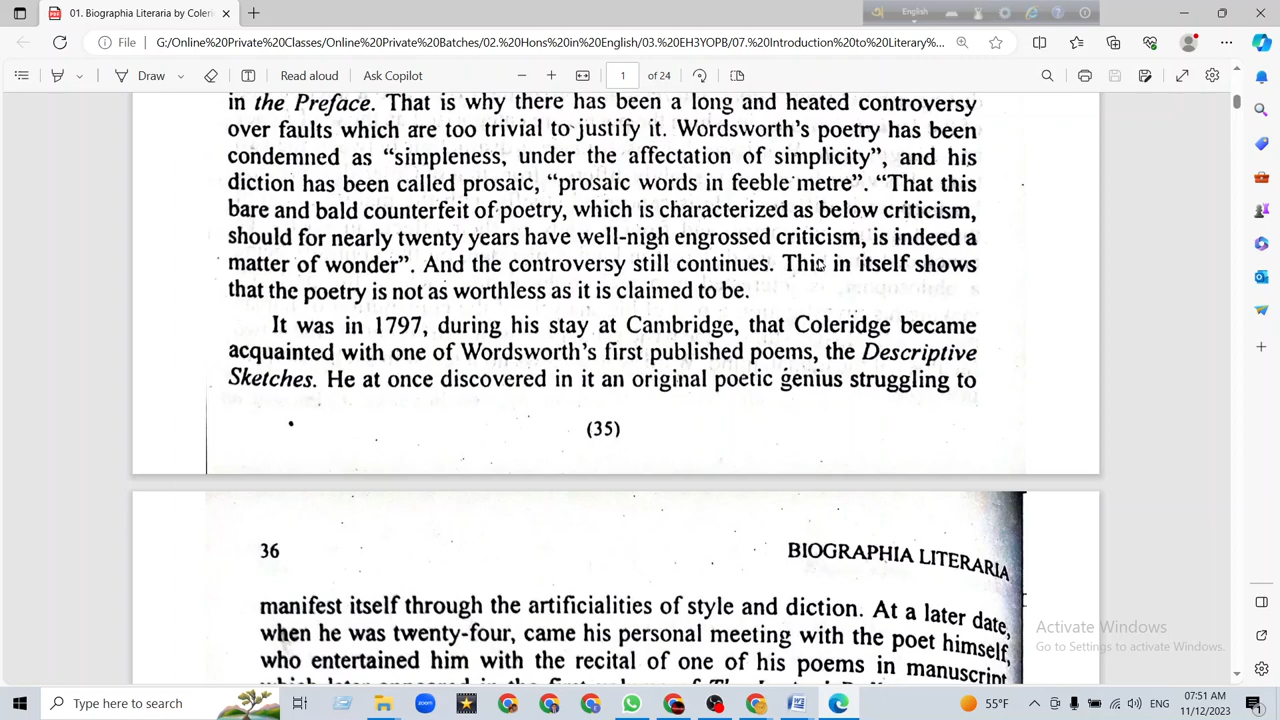 01. Biographia Literaria by Coler
English
File
G:/Online%20Private%20Classes/Online%20Private%20Batches/02.%20Hons%20in%20English/03.%20EH3YOPB/07.%20Introduction%20to%20Literary%...
Draw
Read aloud
Ask Copilot
1
of 24
in the Preface. That is why there has been a long and heated controversy
over faults which are too trivial to justify it. Wordsworth's poetry has been
condemned as "simpleness, under the affectation of simplicity", and his
diction has been called prosaic, "prosaic words in feeble metre". "That this
bare and bald counterfeit of poetry, which is characterized as below criticism,
should for nearly twenty years have well-nigh engrossed criticism, is indeed a
matter of wonder". And the controversy still continues. This in itself shows
that the poetry is not as worthless as it is claimed to be.
It was in 1797, during his stay at Cambridge, that Coleridge became
acquainted with one of Wordsworth's first published poems, the Descriptive
Sketches. He at once discovered in it an original poetic genius struggling to
(35)
36
BIOGRAPHIA LITERARIA
manifest itself through the artificialities of style and diction. At a later date,
when he was twenty-four, came his personal meeting with the poet himself,
who entertained him with the recital of one of his poems in manuscript
Activate Windows
Go to Settings to activate Windows.
Type here to search
zoom
55°F
ENG
07:51 AM
11/12/2023